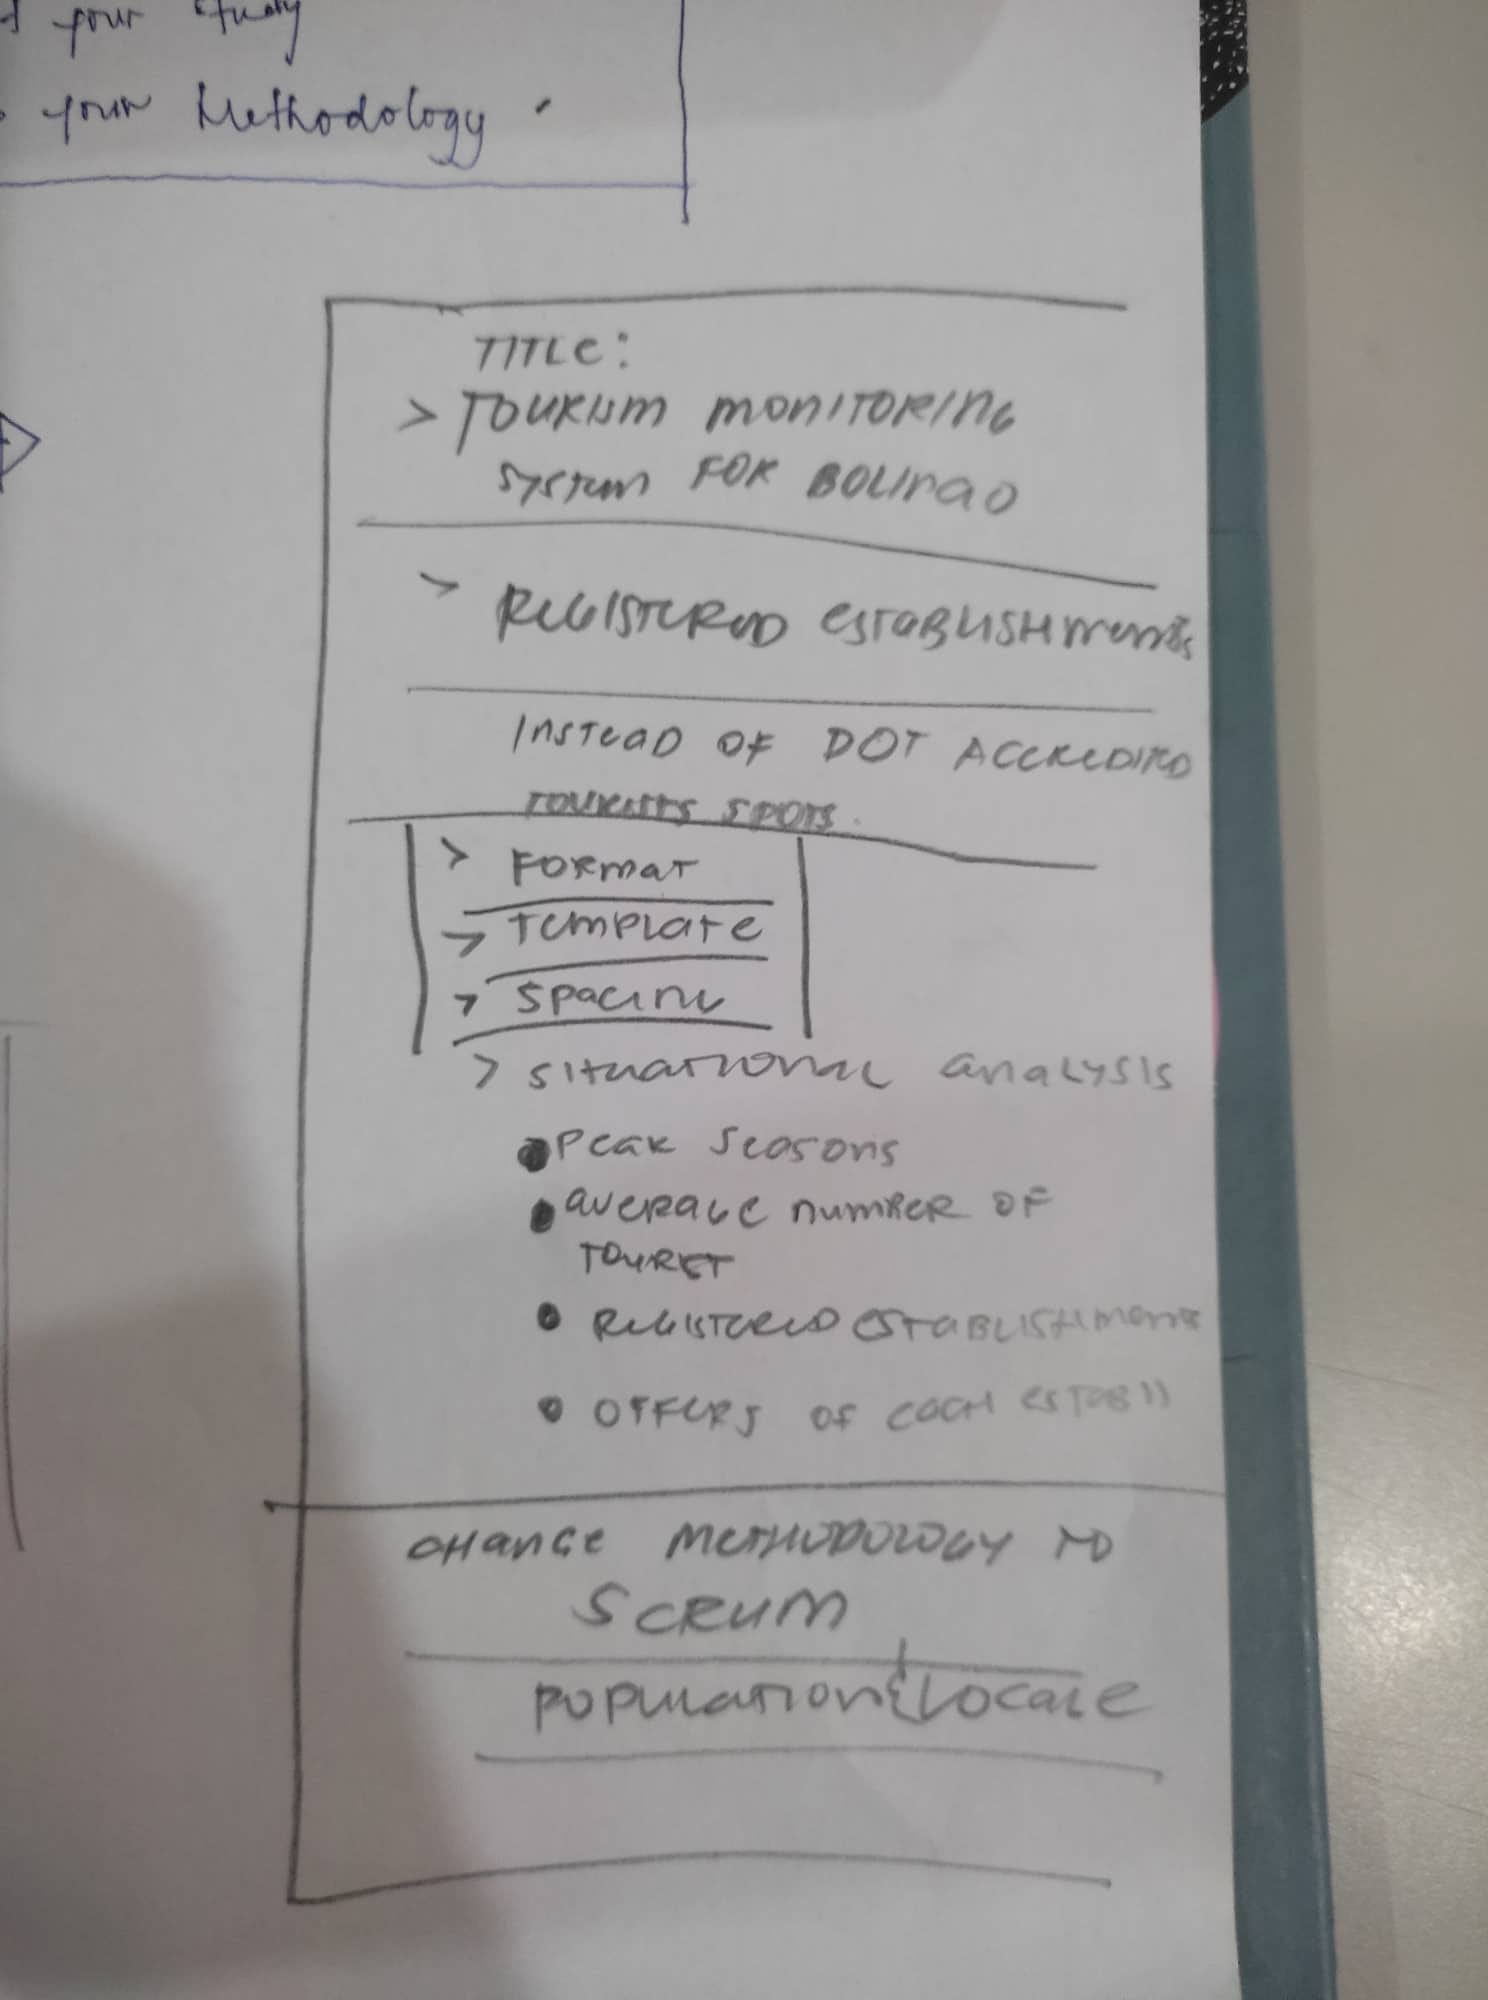 your study
your Methodology .
TITLE:
> TOURISM MONITORING
SYSTEM FOR BOLINAO
> REGISTERED ESTABLISHMENTS
INSTEAD OF DOT ACCREDITED
TOURISTS SPOTS.
> FORMAT
> TEMPLATE
> SPACING
> SITUATIONAL ANALYSIS
• PEAK SEASONS
• AVERAGE NUMBER OF
TOURIST
• REGISTERED ESTABLISHMENTS
• OFFERS OF EACH ESTABLI
CHANGE METHODOLOGY TO
SCRUM
POPULATION & LOCALE